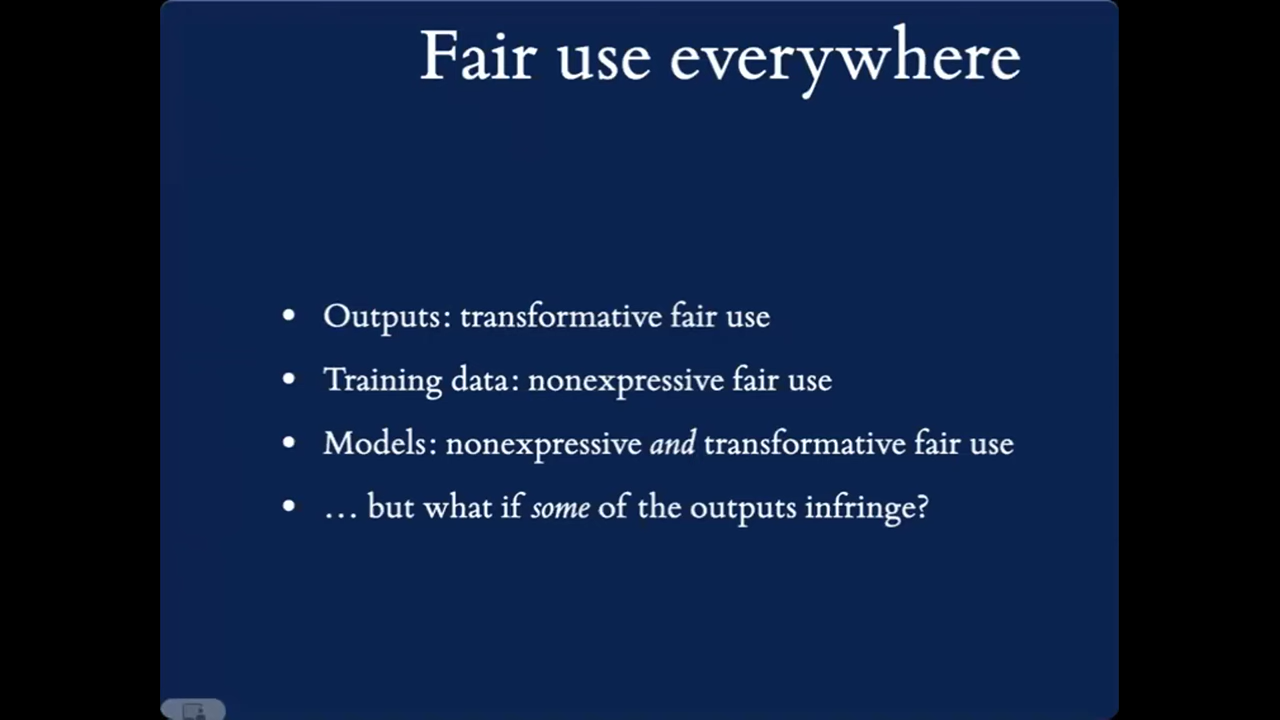 Fair use everywhere
• Outputs: transformative fair use
• Training data: nonexpressive fair use
• Models: nonexpressive and transformative fair use
• … but what if some of the outputs infringe?